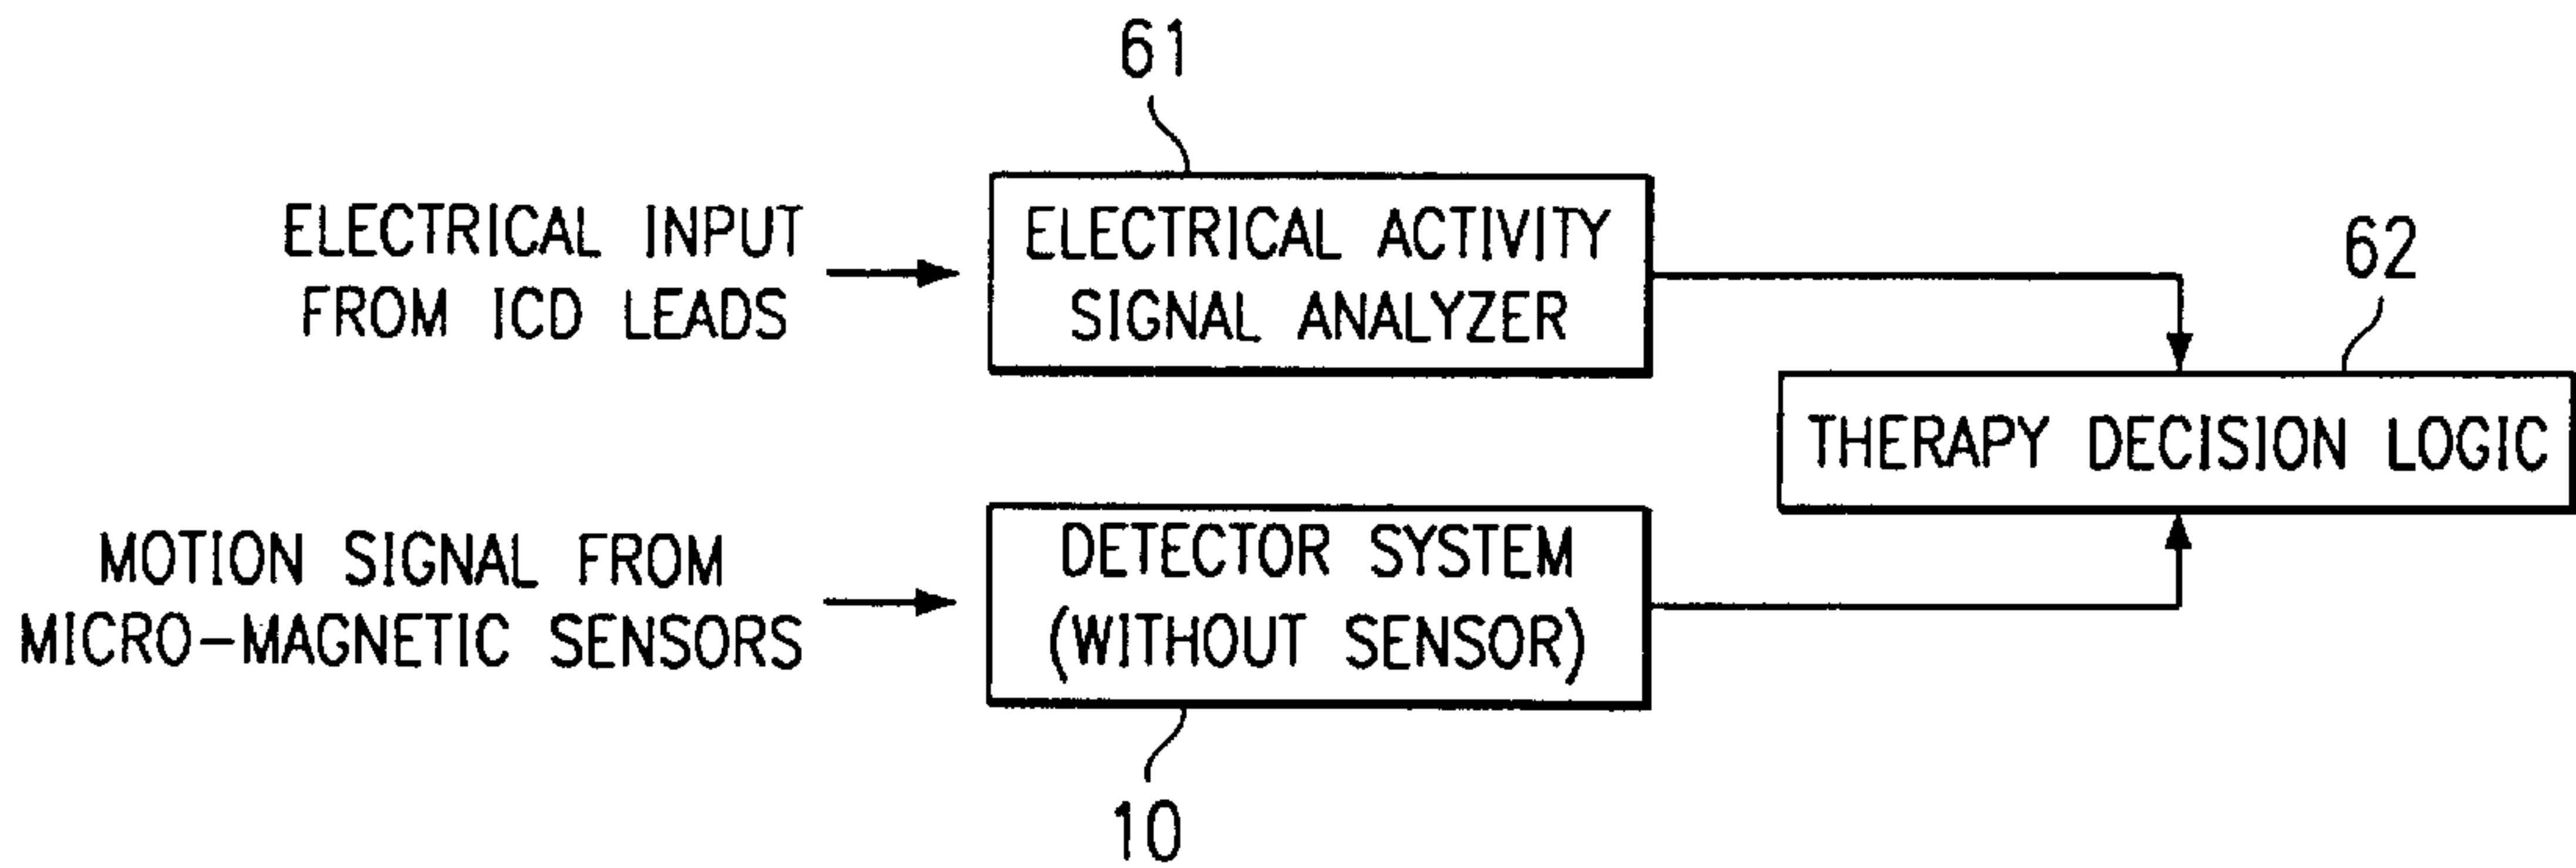 61
ELECTRICAL INPUT
FROM ICD LEADS
ELECTRICAL ACTIVITY
SIGNAL ANALYZER
62
THERAPY DECISION LOGIC
MOTION SIGNAL FROM
MICRO-MAGNETIC SENSORS
DETECTOR SYSTEM
(WITHOUT SENSOR)
10